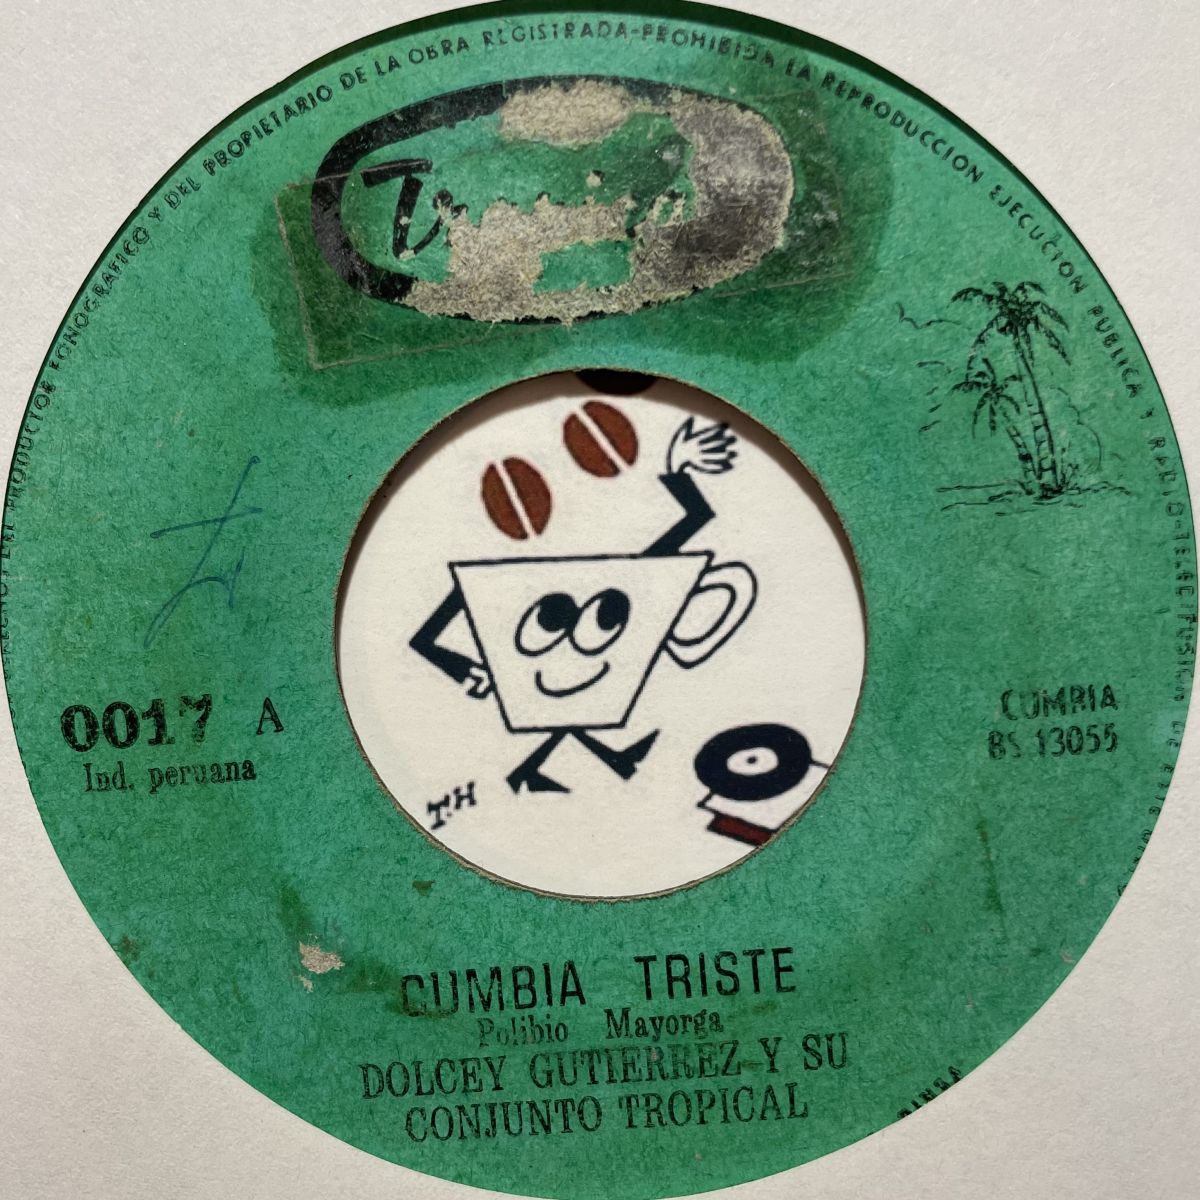 DEL PRODUCTOR FONOGRAFICO Y DEL PROPIETARIO DE LA OBRA REGISTRADA-PROHIBIDA LA REPRODUCCION EJECUCION PUBLICA Y RADIO-TELEDIFUSION DE
0017 A
Ind. peruana
CUMBIA
BS 13055
T.H
CUMBIA TRISTE
Polibio Mayorga
DOLCEY GUTIERREZ Y SU
CONJUNTO TROPICAL